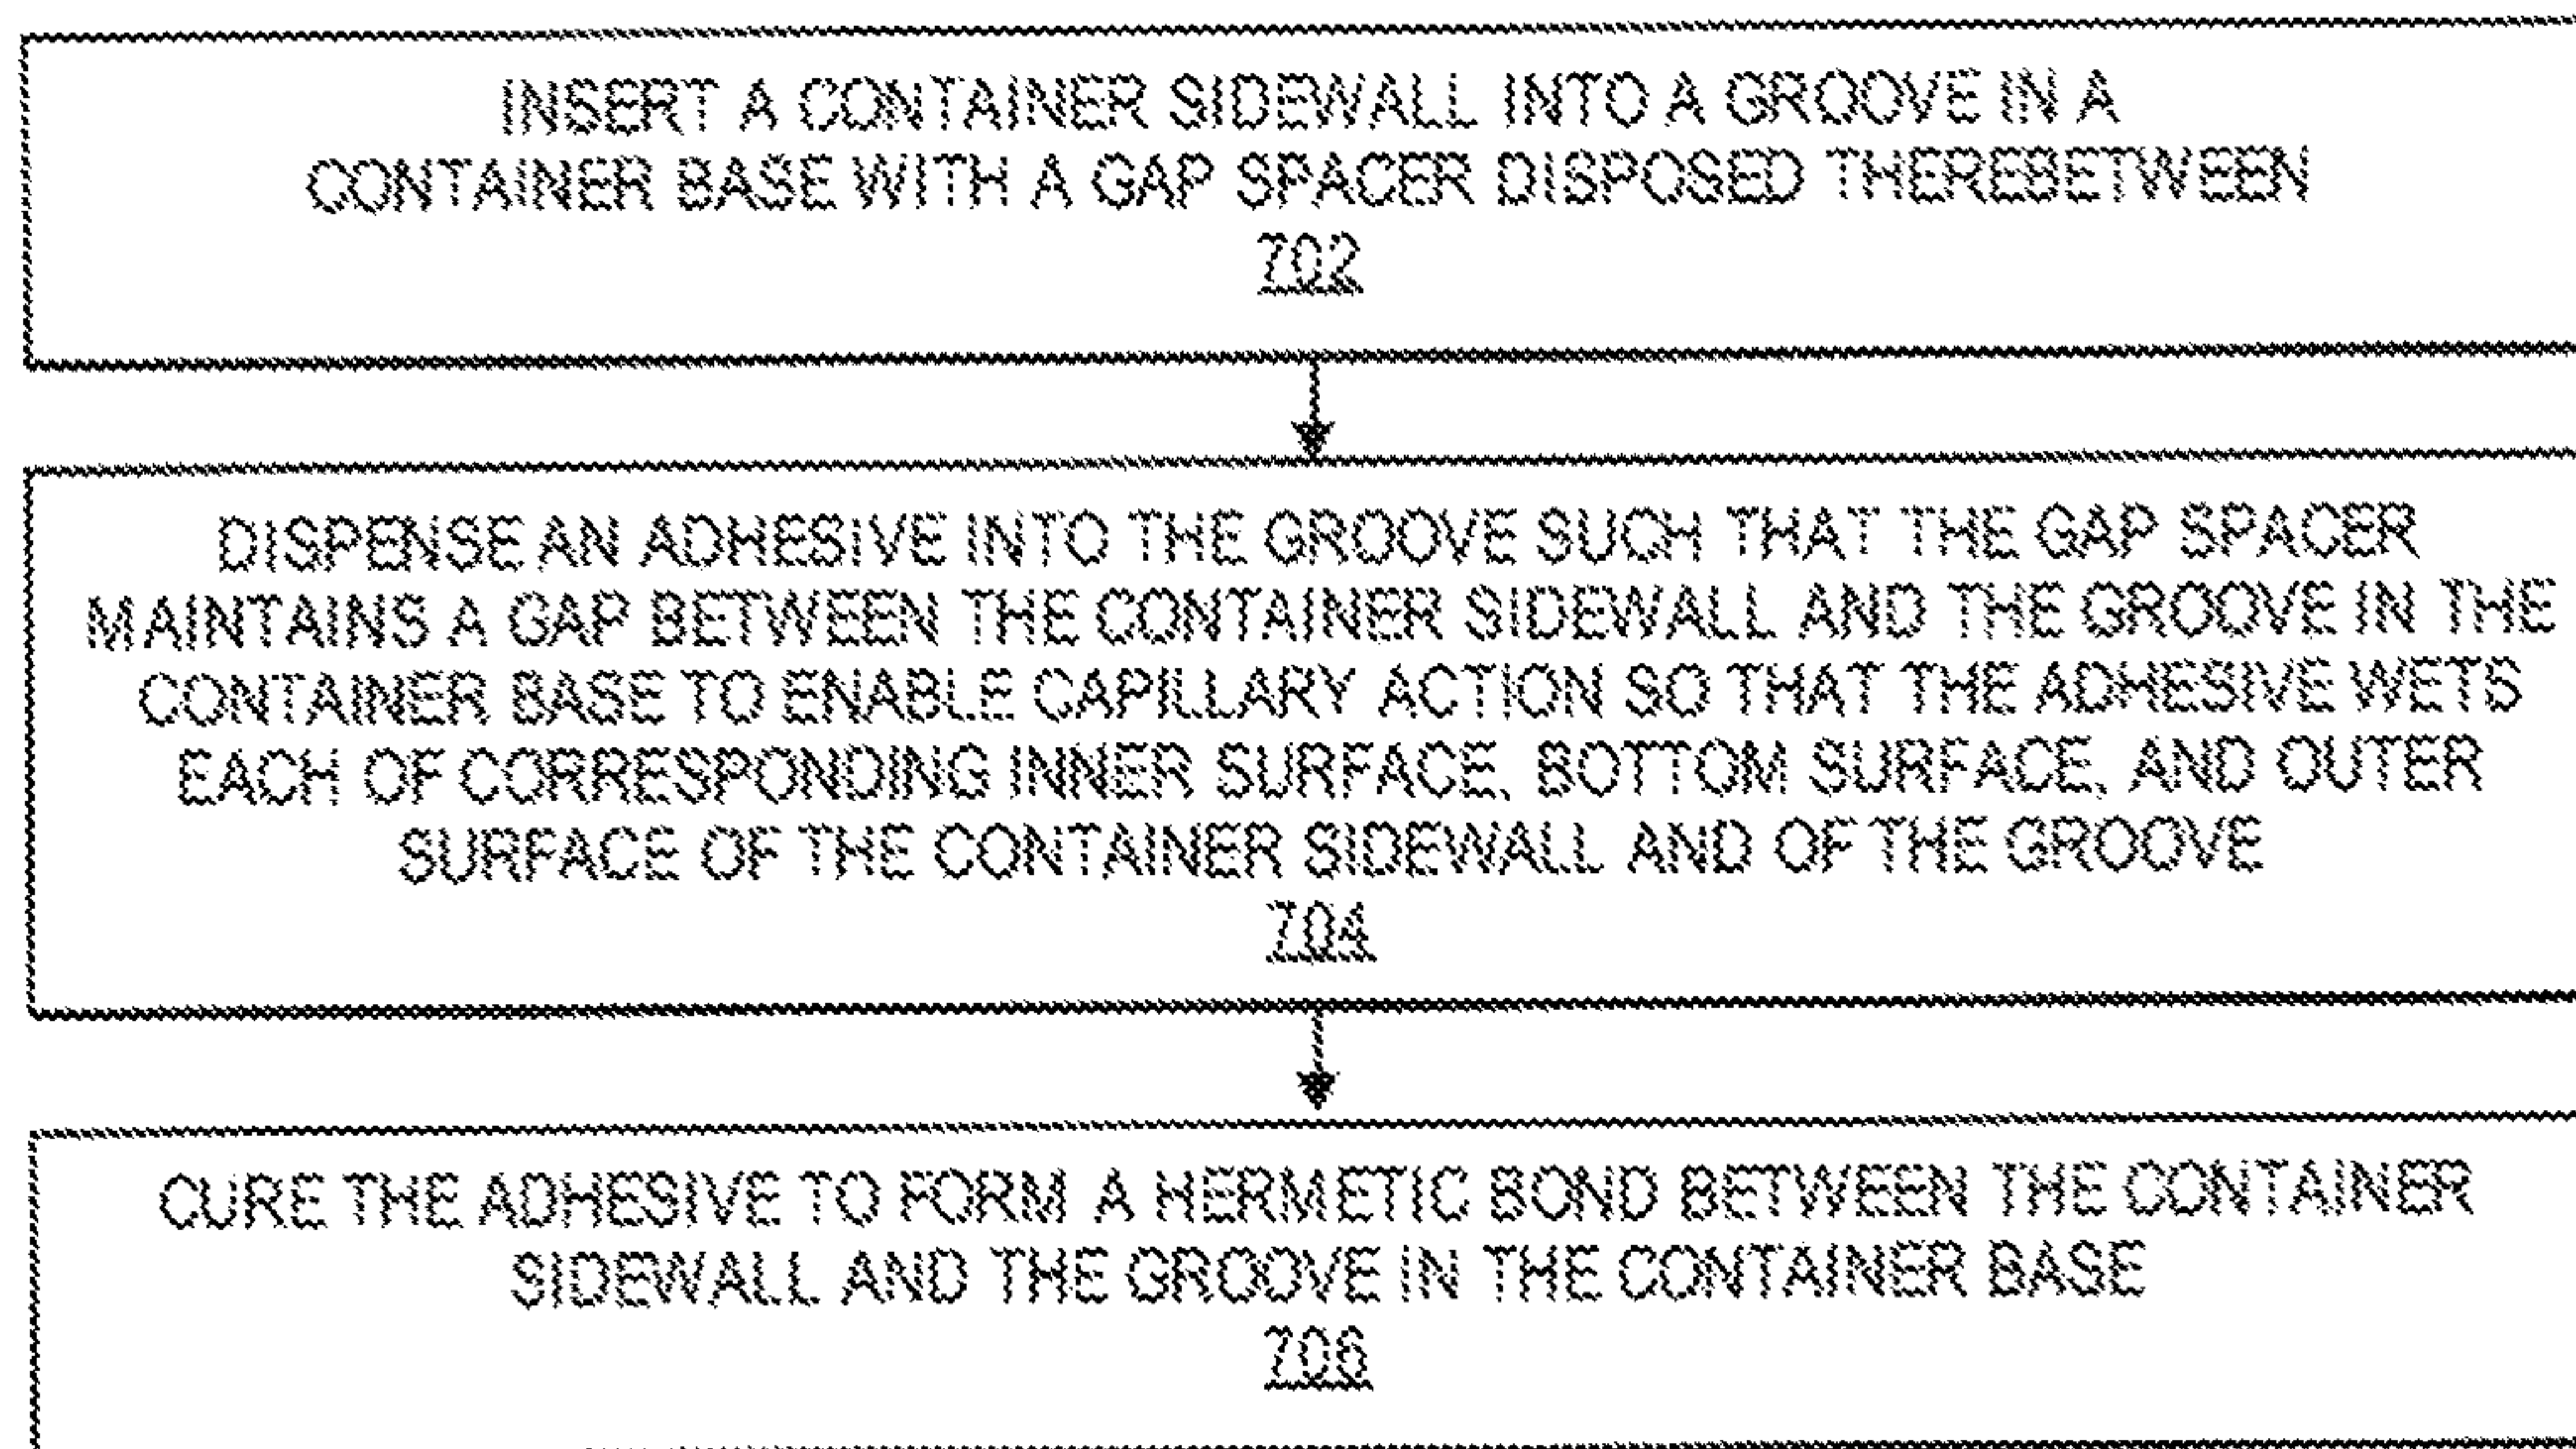 INSERT A CONTAINER SIDEWALL INTO A GROOVE IN A
CONTAINER BASE WITH A GAP SPACER DISPOSED THEREBETWEEN
702
DISPENSE AN ADHESIVE INTO THE GROOVE SUCH THAT THE GAP SPACER
MAINTAINS A GAP BETWEEN THE CONTAINER SIDEWALL AND THE GROOVE IN THE
CONTAINER BASE TO ENABLE CAPILLARY ACTION SO THAT THE ADHESIVE WETS
EACH OF CORRESPONDING INNER SURFACE, BOTTOM SURFACE, AND OUTER
SURFACE OF THE CONTAINER SIDEWALL AND OF THE GROOVE
704
CURE THE ADHESIVE TO FORM A HERMETIC BOND BETWEEN THE CONTAINER
SIDEWALL AND THE GROOVE IN THE CONTAINER BASE
706